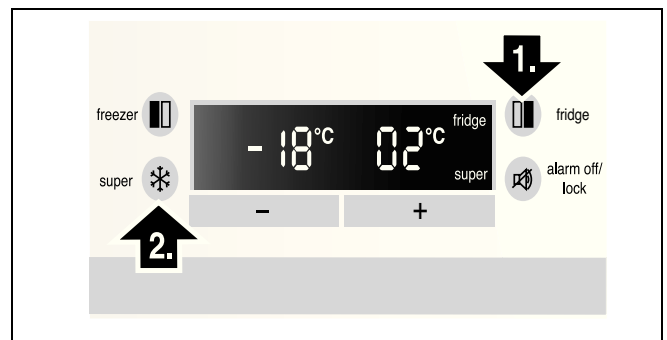 1.
freezer
-18°C 02°C fridge
fridge
super
super
alarm off/
lock
– +
2.